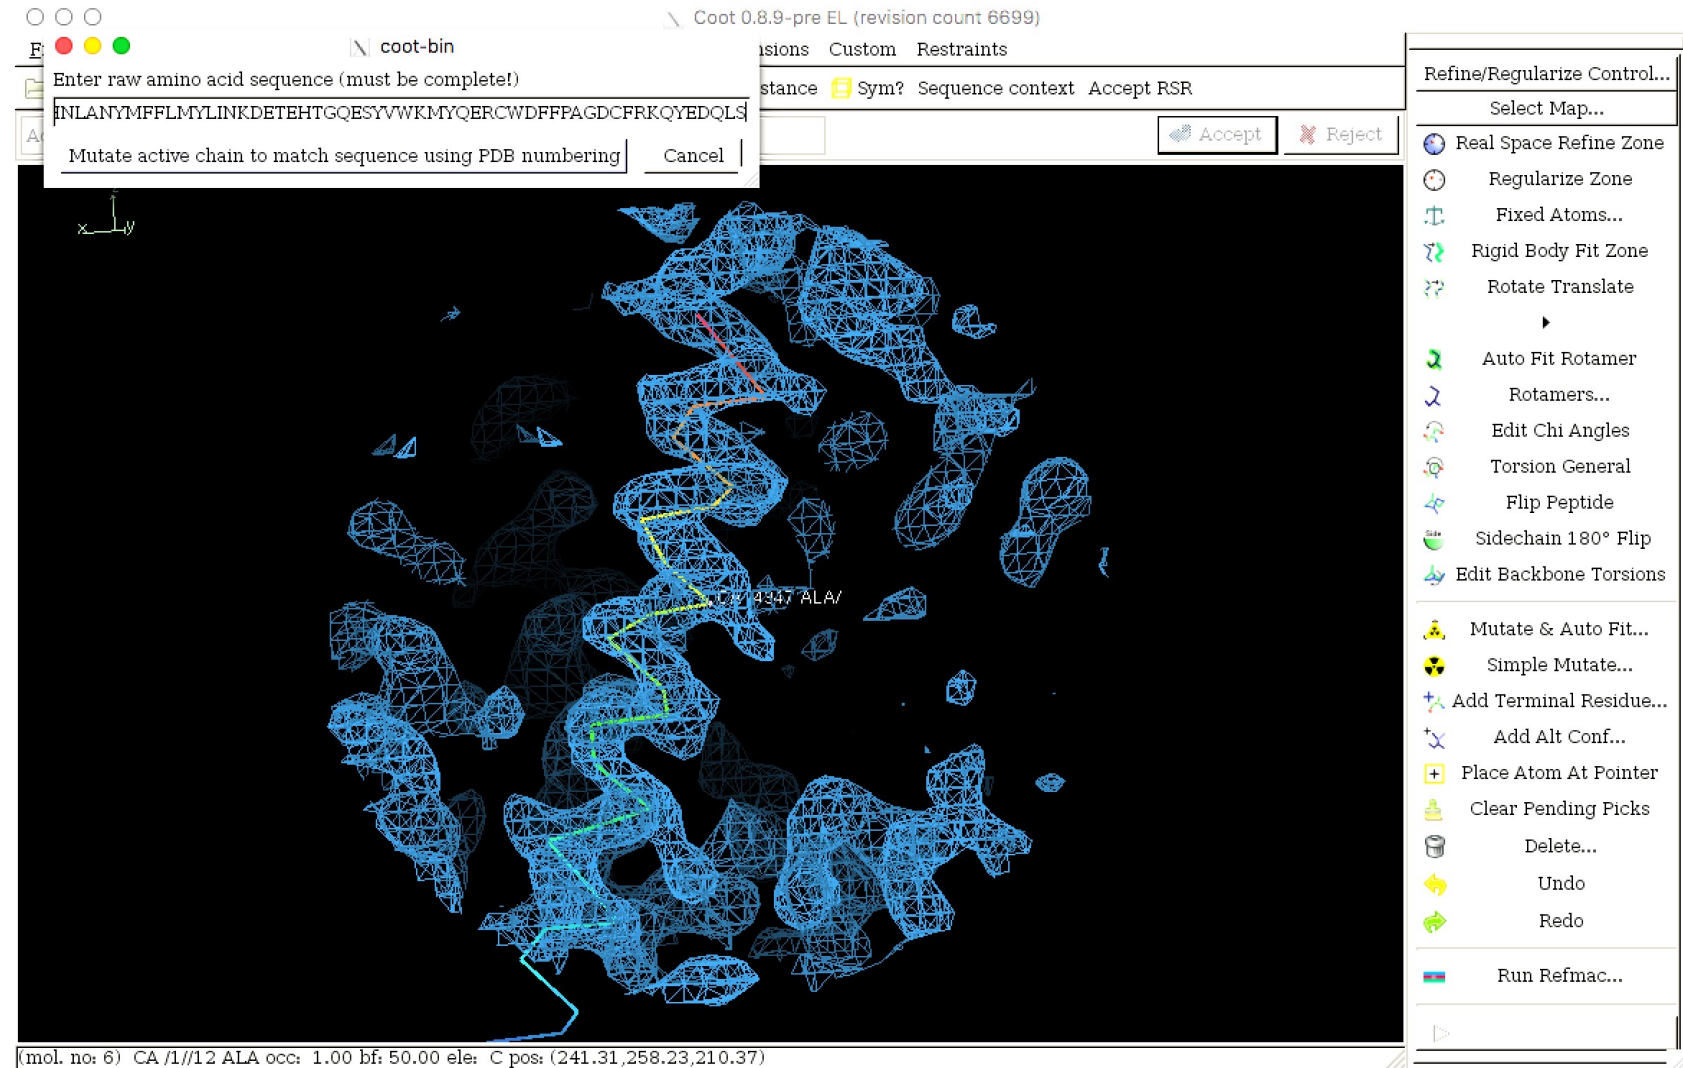 Coot 0.8.9-pre EL (revision count 6699)
coot-bin
Custom Restraints
Enter raw amino acid sequence (must be complete!)
INLANYMFFLMYLINKDETEHTGQESYVWKMYQERCWDFFPAGDCFRKQYEDQLS
Sym? Sequence context Accept RSR
Mutate active chain to match sequence using PDB numbering Cancel
Accept Reject
Refine/Regularize Control...
Select Map...
Real Space Refine Zone
Regularize Zone
Fixed Atoms...
Rigid Body Fit Zone
Rotate Translate
Auto Fit Rotamer
Rotamers...
Edit Chi Angles
Torsion General
Flip Peptide
Side
Sidechain 180° Flip
Edit Backbone Torsions
Mutate & Auto Fit...
Simple Mutate...
Add Terminal Residue...
Add Alt Conf...
Place Atom At Pointer
Clear Pending Picks
Delete...
Undo
Redo
Run Refmac...
x y
ALA/
(mol. no: 6) CA /1//12 ALA occ: 1.00 bf: 50.00 ele: C pos: (241.31,258.23,210.37)